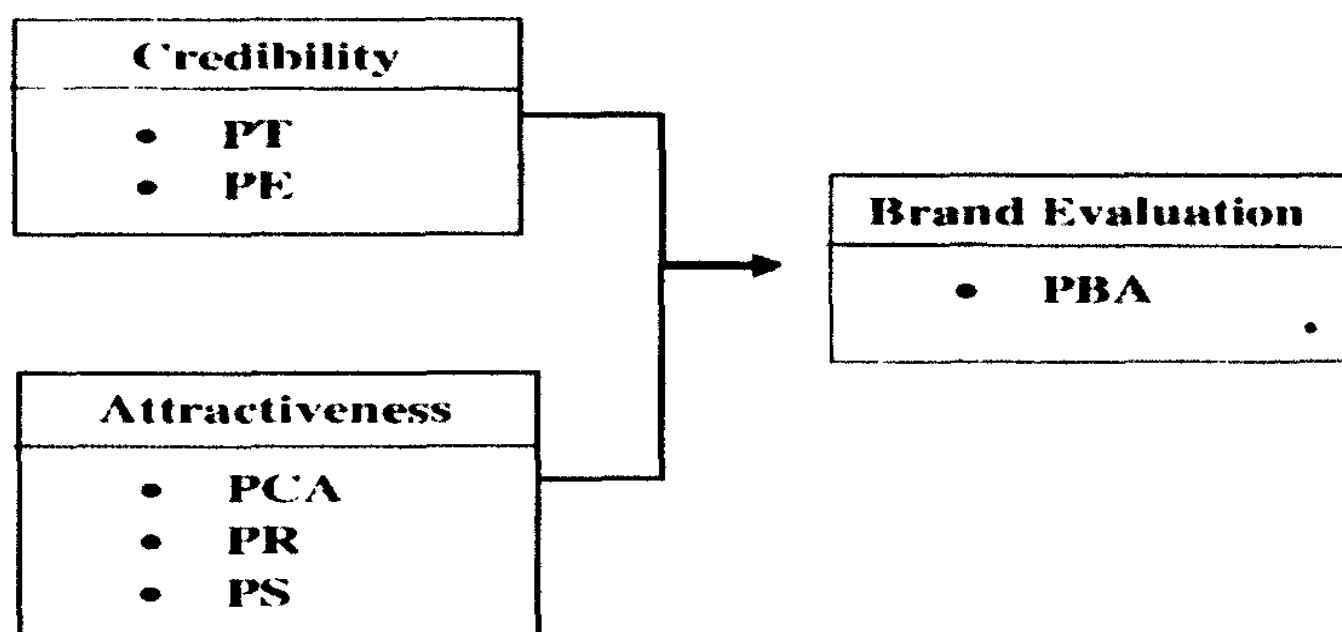 Credibility
• PT
• PE
Brand Evaluation
• PBA
•
Attractiveness
• PCA
• PR
• PS